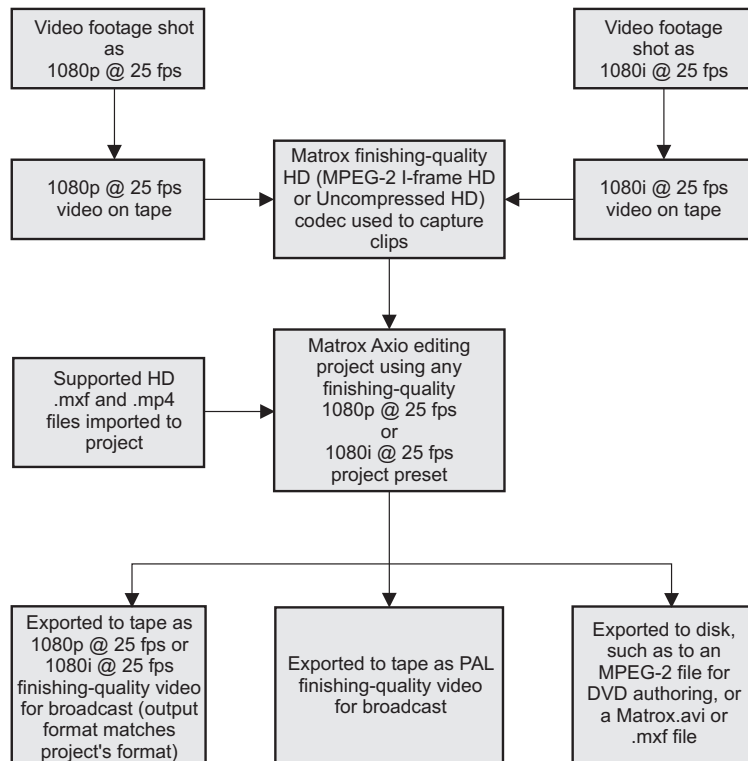 Video footage shot
as
1080p @ 25 fps
Video footage
shot as
1080i @ 25 fps
1080p @ 25 fps
video on tape
Matrox finishing-quality
HD (MPEG-2 I-frame HD
or Uncompressed HD)
codec used to capture
clips
1080i @ 25 fps
video on tape
Supported HD
.mxf and .mp4
files imported to
project
Matrox Axio editing
project using any
finishing-quality
1080p @ 25 fps
or
1080i @ 25 fps
project preset
Exported to tape as
1080p @ 25 fps or
1080i @ 25 fps
finishing-quality video
for broadcast (output
format matches
project's format)
Exported to tape as PAL
finishing-quality video
for broadcast
Exported to disk,
such as to an
MPEG-2 file for
DVD authoring, or
a Matrox.avi or
.mxf file